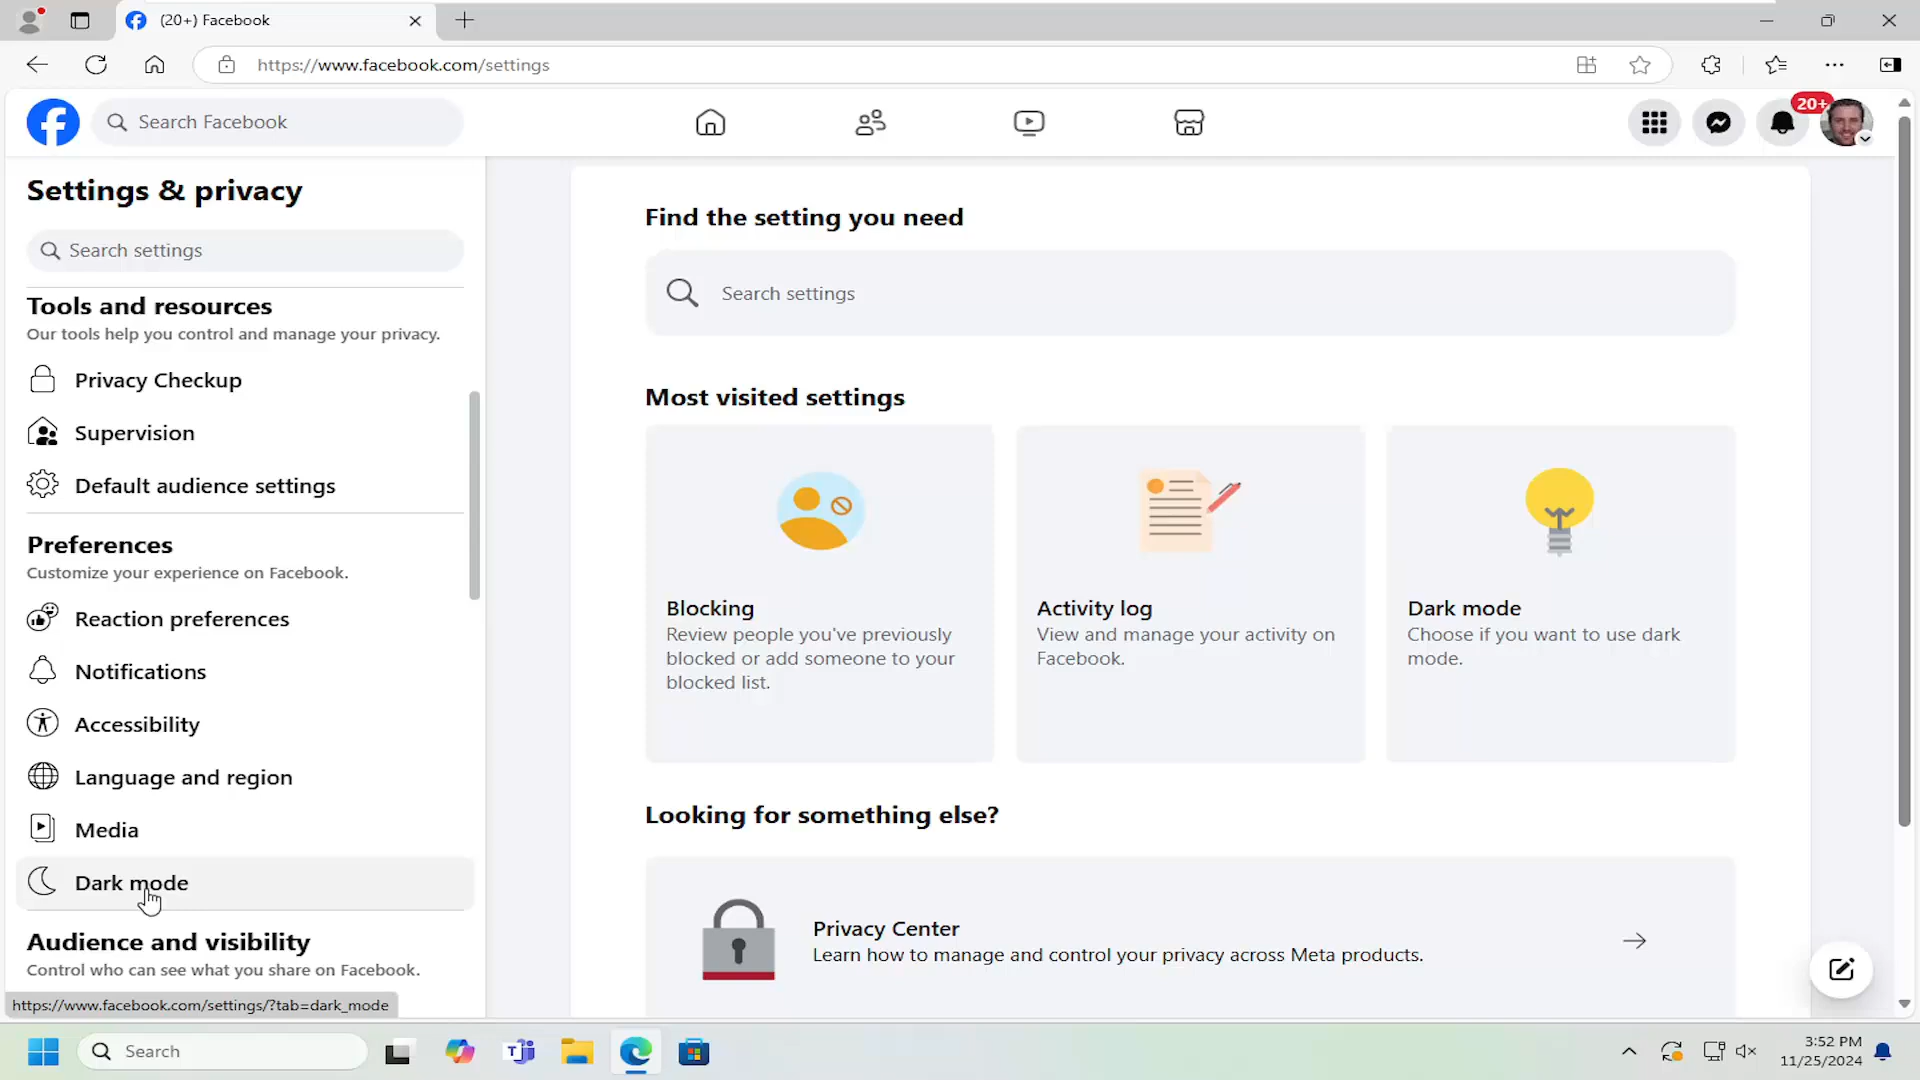 (20+) Facebook
https://www.facebook.com/settings
Search Facebook
20+
Settings & privacy
Search settings
Tools and resources
Our tools help you control and manage your privacy.
Privacy Checkup
Supervision
Default audience settings
Preferences
Customize your experience on Facebook.
Reaction preferences
Notifications
Accessibility
Language and region
Media
Dark mode
Audience and visibility
Control who can see what you share on Facebook.
https://www.facebook.com/settings/?tab=dark_mode
Find the setting you need
Search settings
Most visited settings
Blocking
Review people you've previously
blocked or add someone to your
blocked list.
Activity log
View and manage your activity on
Facebook.
Dark mode
Choose if you want to use dark
mode.
Looking for something else?
Privacy Center
Learn how to manage and control your privacy across Meta products.
Search
3:52 PM
11/25/2024